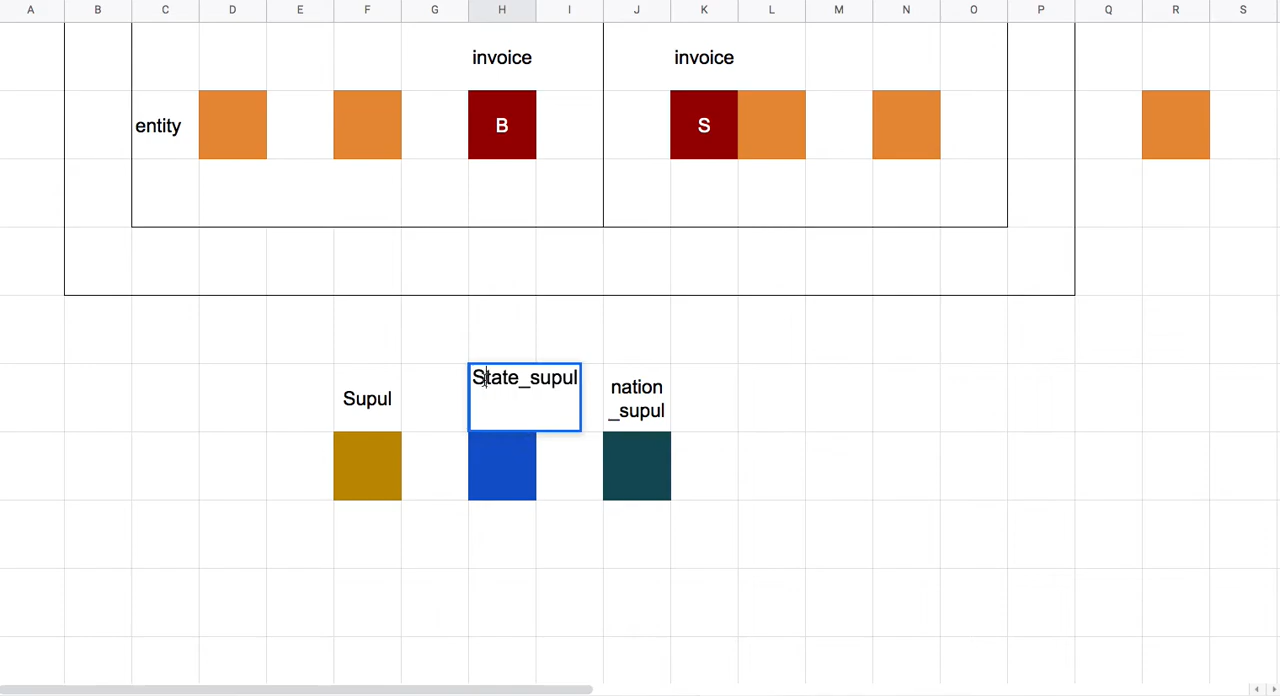 A B C D E F G H I J K L M N O P Q R S
invoice invoice
entity B S
State_supul
Supul
nation
_supul